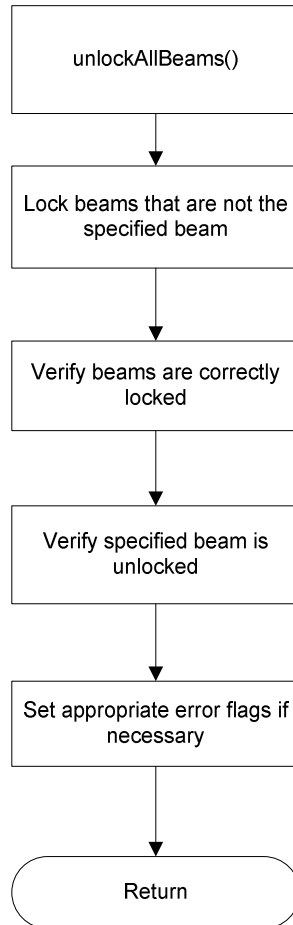 unlockAllBeams()
Lock beams that are not the
specified beam
Verify beams are correctly
locked
Verify specified beam is
unlocked
Set appropriate error flags if
necessary
Return